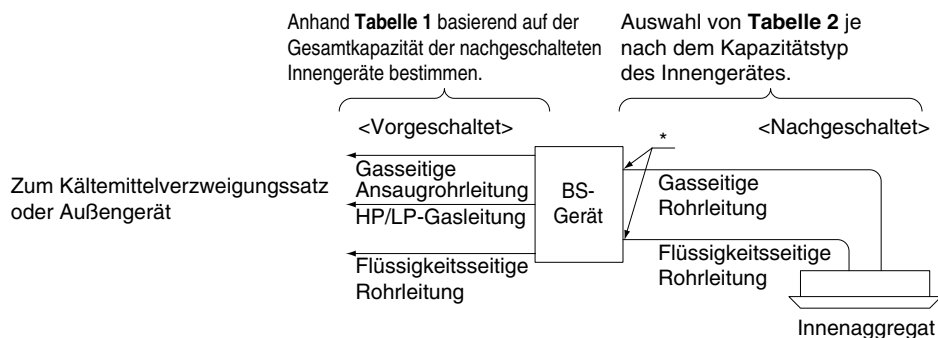 Anhand Tabelle 1 basierend auf der
Gesamtkapazität der nachgeschalteten
Innengeräte bestimmen.
Auswahl von Tabelle 2 je
nach dem Kapazitätstyp
des Innengerätes.
<Vorgeschaltet>
*
<Nachgeschaltet>
Zum Kältemittelverzweigungssatz
oder Außengerät
Gasseitige
Ansaugrohrleitung
HP/LP-Gasleitung
Flüssigkeitsseitige
Rohrleitung
BS-
Gerät
Gasseitige
Rohrleitung
Flüssigkeitsseitige
Rohrleitung
Innenaggregat